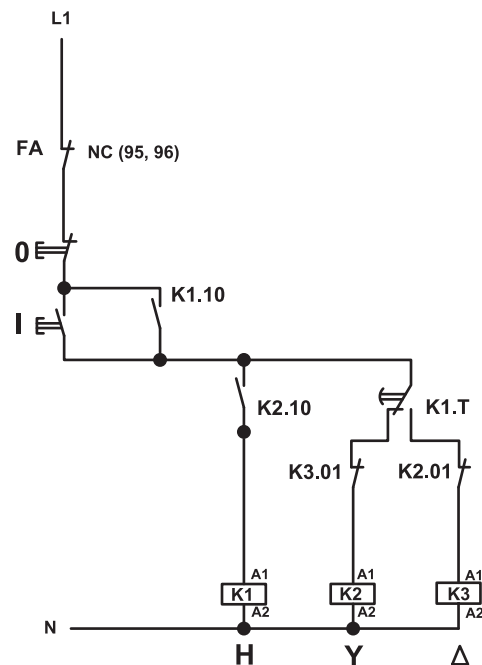 L1
FA NC (95, 96)
0
K1.10
I
K2.10
K1.T
K3.01 K2.01
A1 A1 A1
K1 K2 K3
A2 A2 A2
N
H Y Δ